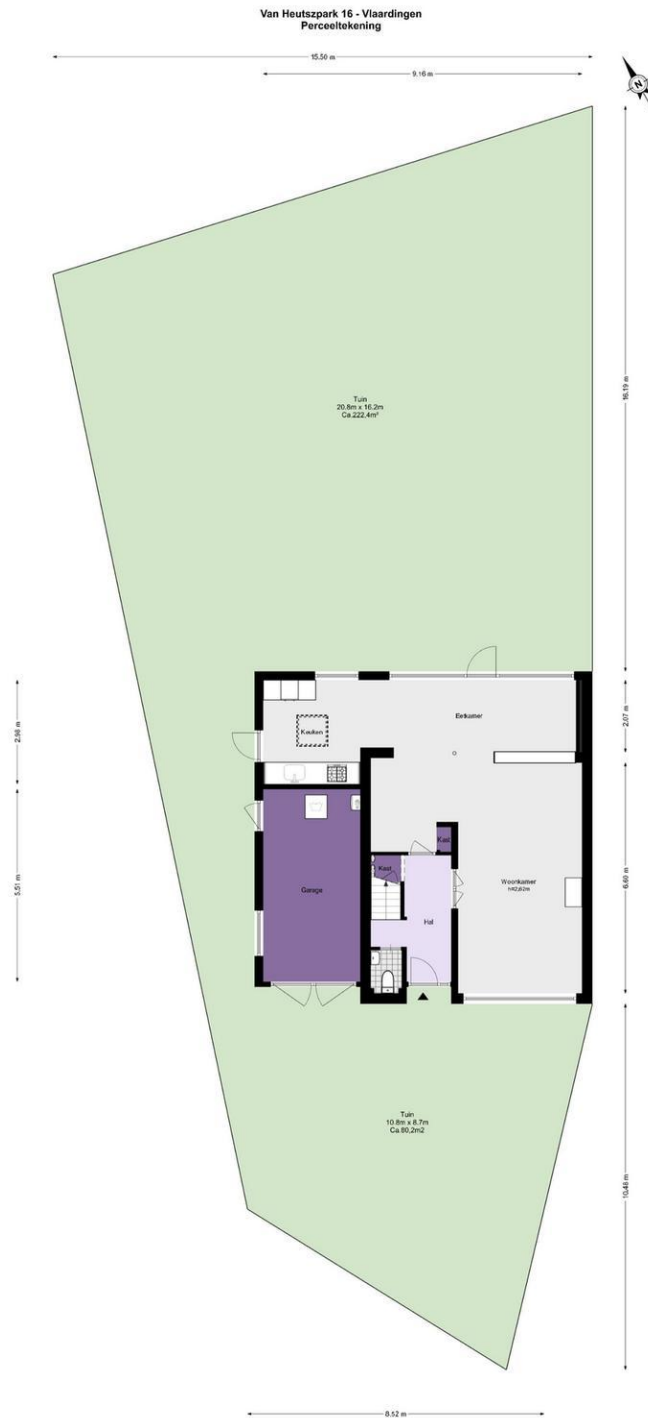 Van Heutszpark 16 - Vlaardingen
Perceeltekening
15.50 m
9.16 m
N
16.19 m
Tuin
20.8m x 16.2m
Ca.222,4m²
Eetkamer
2.07 m
Keuken
2.98 m
Kast
Kast
Woonkamer
Garage
5.51 m
6.60 m
Hal
Tuin
10.8m x 8.7m
Ca.80,2m2
10.48 m
8.52 m